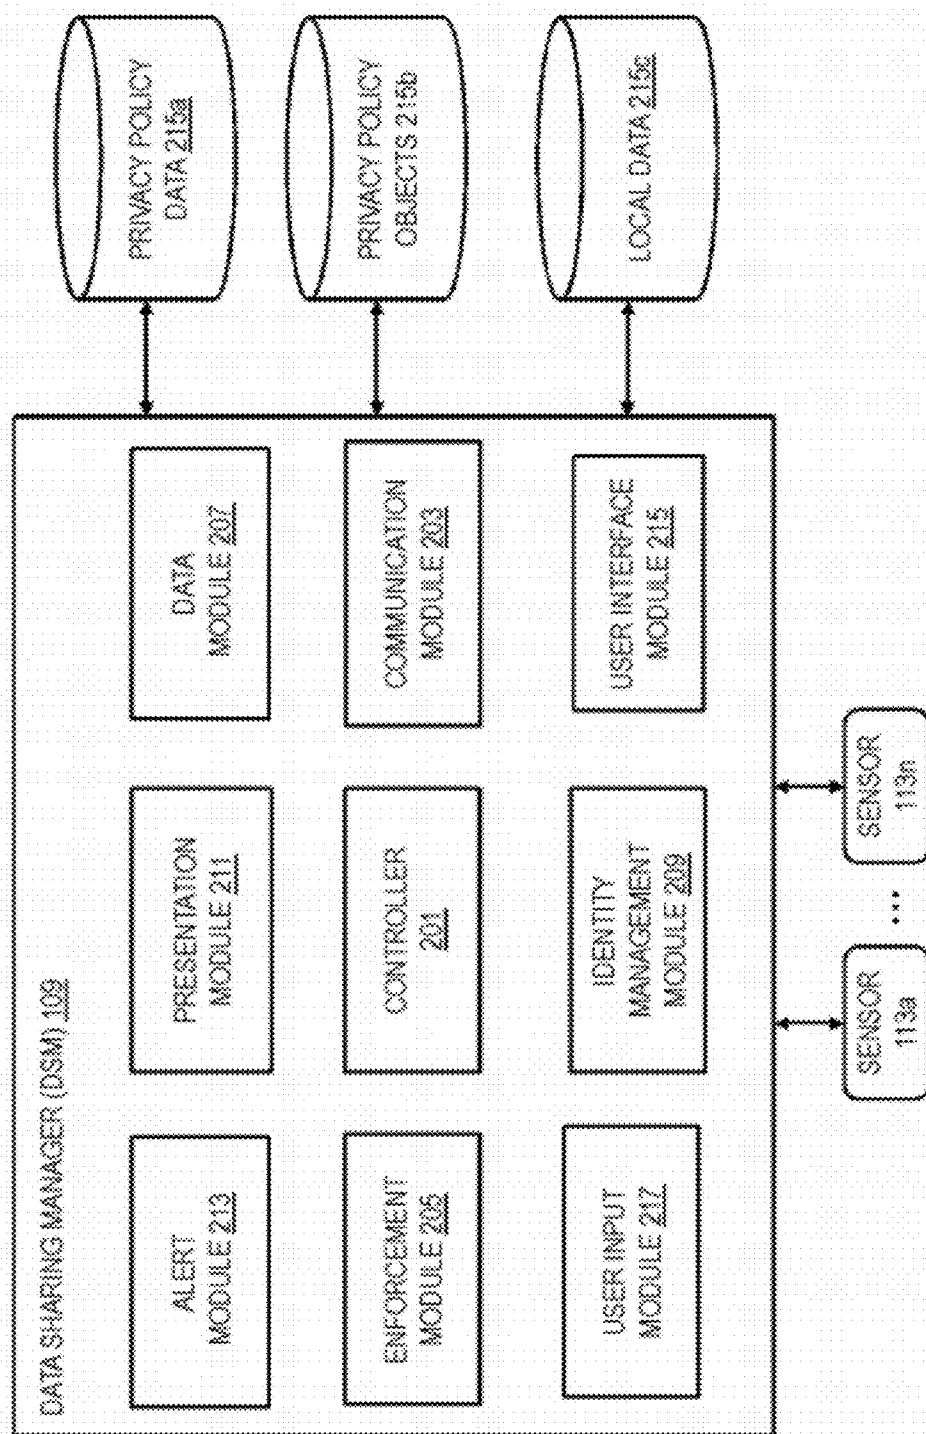 DATA SHARING MANAGER (DSM) 109
ALERT
MODULE 213
PRESENTATION
MODULE 211
DATA
MODULE 207
ENFORCEMENT
MODULE 205
CONTROLLER
201
COMMUNICATION
MODULE 203
USER INPUT
MODULE 217
IDENTITY
MANAGEMENT
MODULE 209
USER INTERFACE
MODULE 215
PRIVACY POLICY
DATA 215a
PRIVACY POLICY
OBJECTS 215b
LOCAL DATA 215c
SENSOR
113a
...
SENSOR
113n